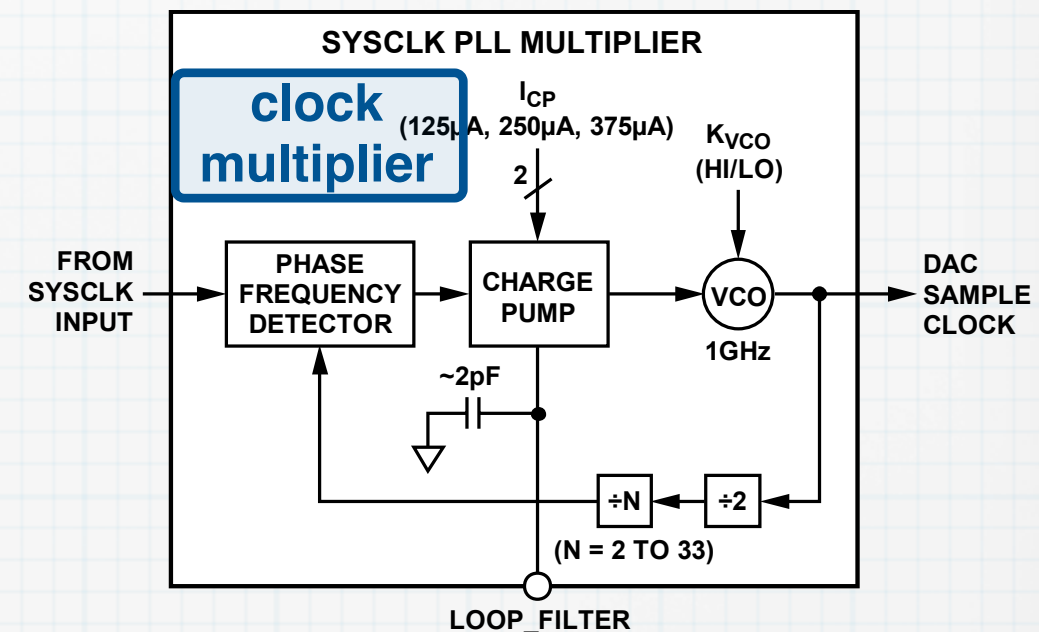 SYSCLK PLL MULTIPLIER
clock
multiplier
ICP
(125µA, 250µA, 375µA)
2
KVCO
(HI/LO)
FROM
SYSCLK
INPUT
PHASE
FREQUENCY
DETECTOR
CHARGE
PUMP
VCO
1GHz
DAC
SAMPLE
CLOCK
~2pF
÷N
÷2
(N = 2 TO 33)
LOOP_FILTER